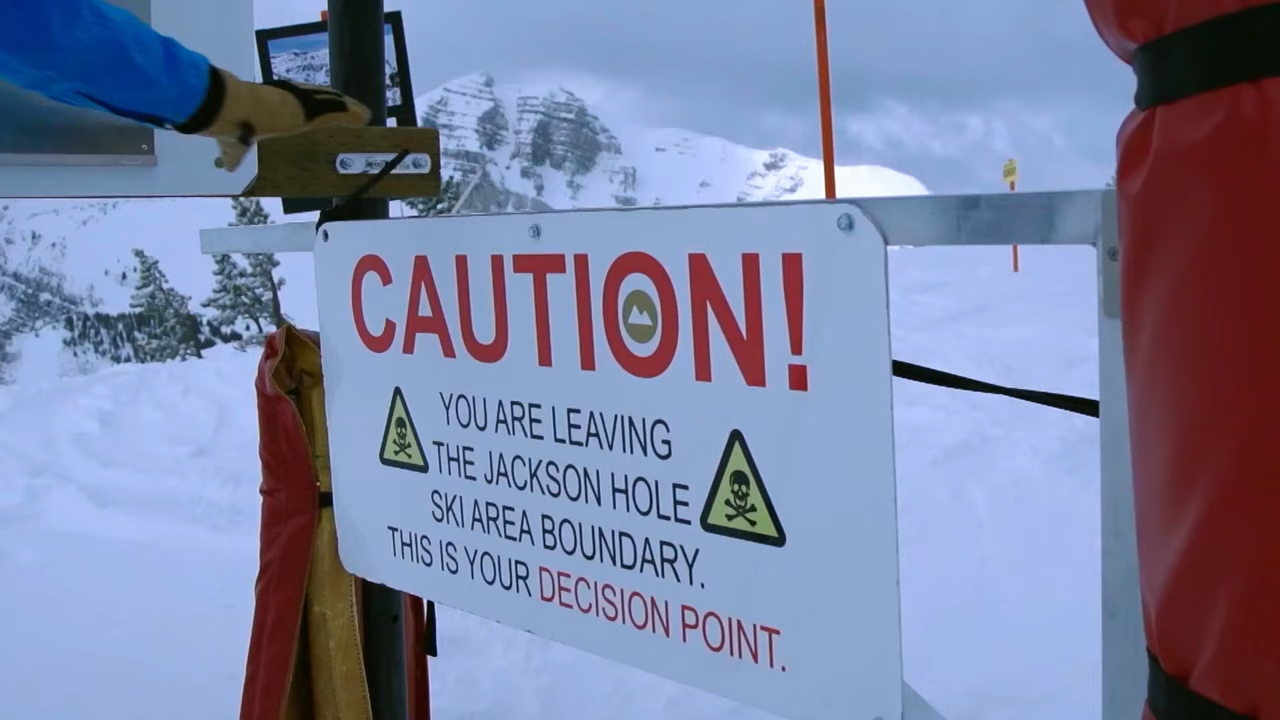 CAUTION!
YOU ARE LEAVING
THE JACKSON HOLE
SKI AREA BOUNDARY.
THIS IS YOUR DECISION POINT.